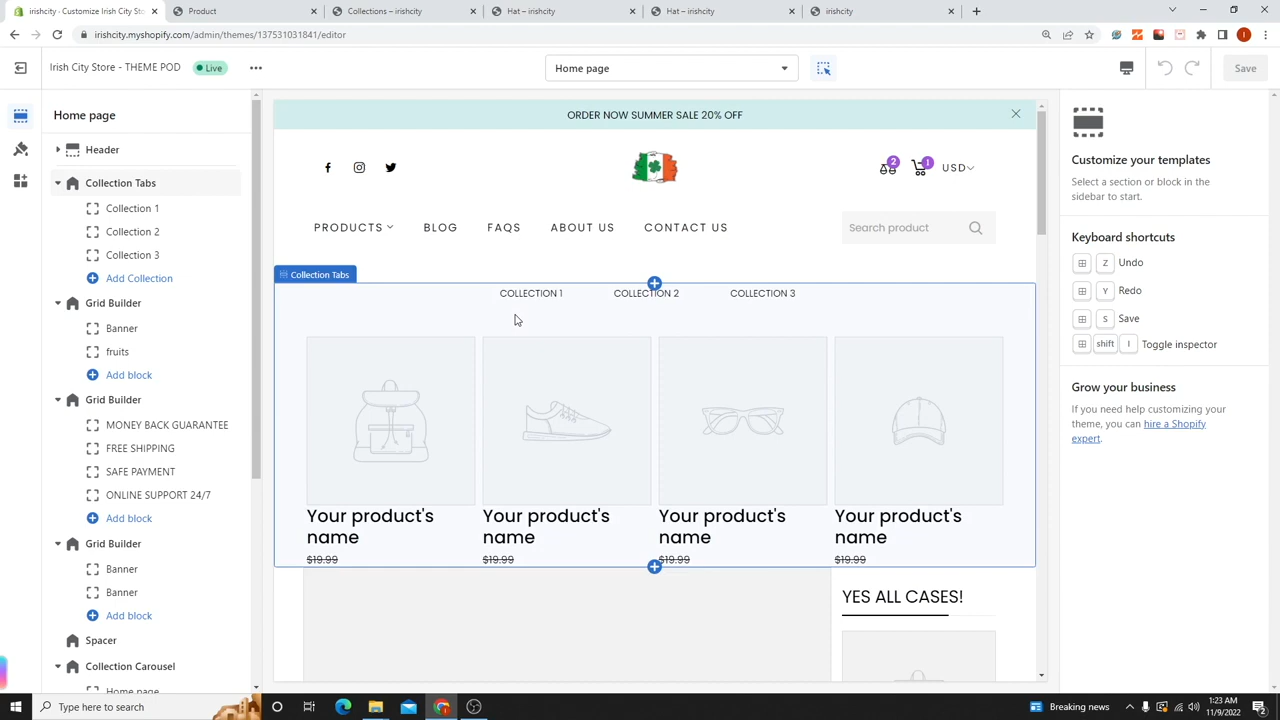 irishcity - Customize Irish Cit
Product
Collections – irishcity
Hat – irishcity
Hat – irishcity
irishcity
irishcity.myshopify.com/admin/themes/137531031841/editor
Irish City Store - THEME POD
Live
Home page
Save
Home page
Header
Collection Tabs
Collection 1
Collection 2
Collection 3
Add Collection
Grid Builder
Banner
fruits
Add block
Grid Builder
MONEY BACK GUARANTEE
FREE SHIPPING
SAFE PAYMENT
ONLINE SUPPORT 24/7
Add block
Grid Builder
Banner
Banner
Add block
Spacer
Collection Carousel
Home page
ORDER NOW SUMMER SALE 20% OFF
2
1
USD
PRODUCTS
BLOG
FAQS
ABOUT US
CONTACT US
Search product
Collection Tabs
COLLECTION 1
COLLECTION 2
COLLECTION 3
Your product's
name
$19.99
Your product's
name
$19.99
Your product's
name
$19.99
Your product's
name
$19.99
YES ALL CASES!
Customize your templates
Select a section or block in the
sidebar to start.
Keyboard shortcuts
Z Undo
Y Redo
S Save
shift I Toggle inspector
Grow your business
If you need help customizing your
theme, you can hire a Shopify
expert.
Type here to search
Breaking news
1:23 AM
11/9/2022
2